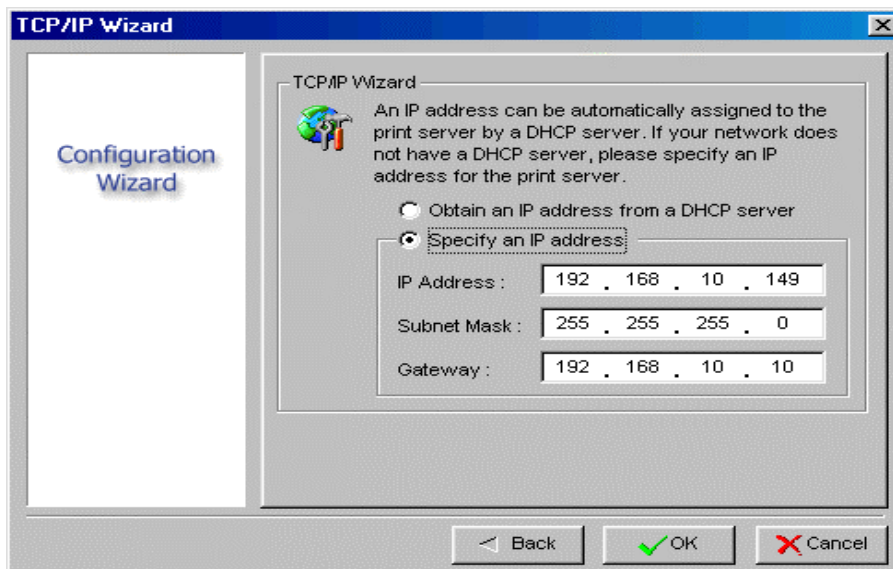 TCP/IP Wizard
Configuration
Wizard
TCP/IP Wizard
An IP address can be automatically assigned to the
print server by a DHCP server. If your network does
not have a DHCP server, please specify an IP
address for the print server.
Obtain an IP address from a DHCP server
Specify an IP address
IP Address : 192 . 168 . 10 . 149
Subnet Mask : 255 . 255 . 255 . 0
Gateway : 192 . 168 . 10 . 10
Back OK Cancel